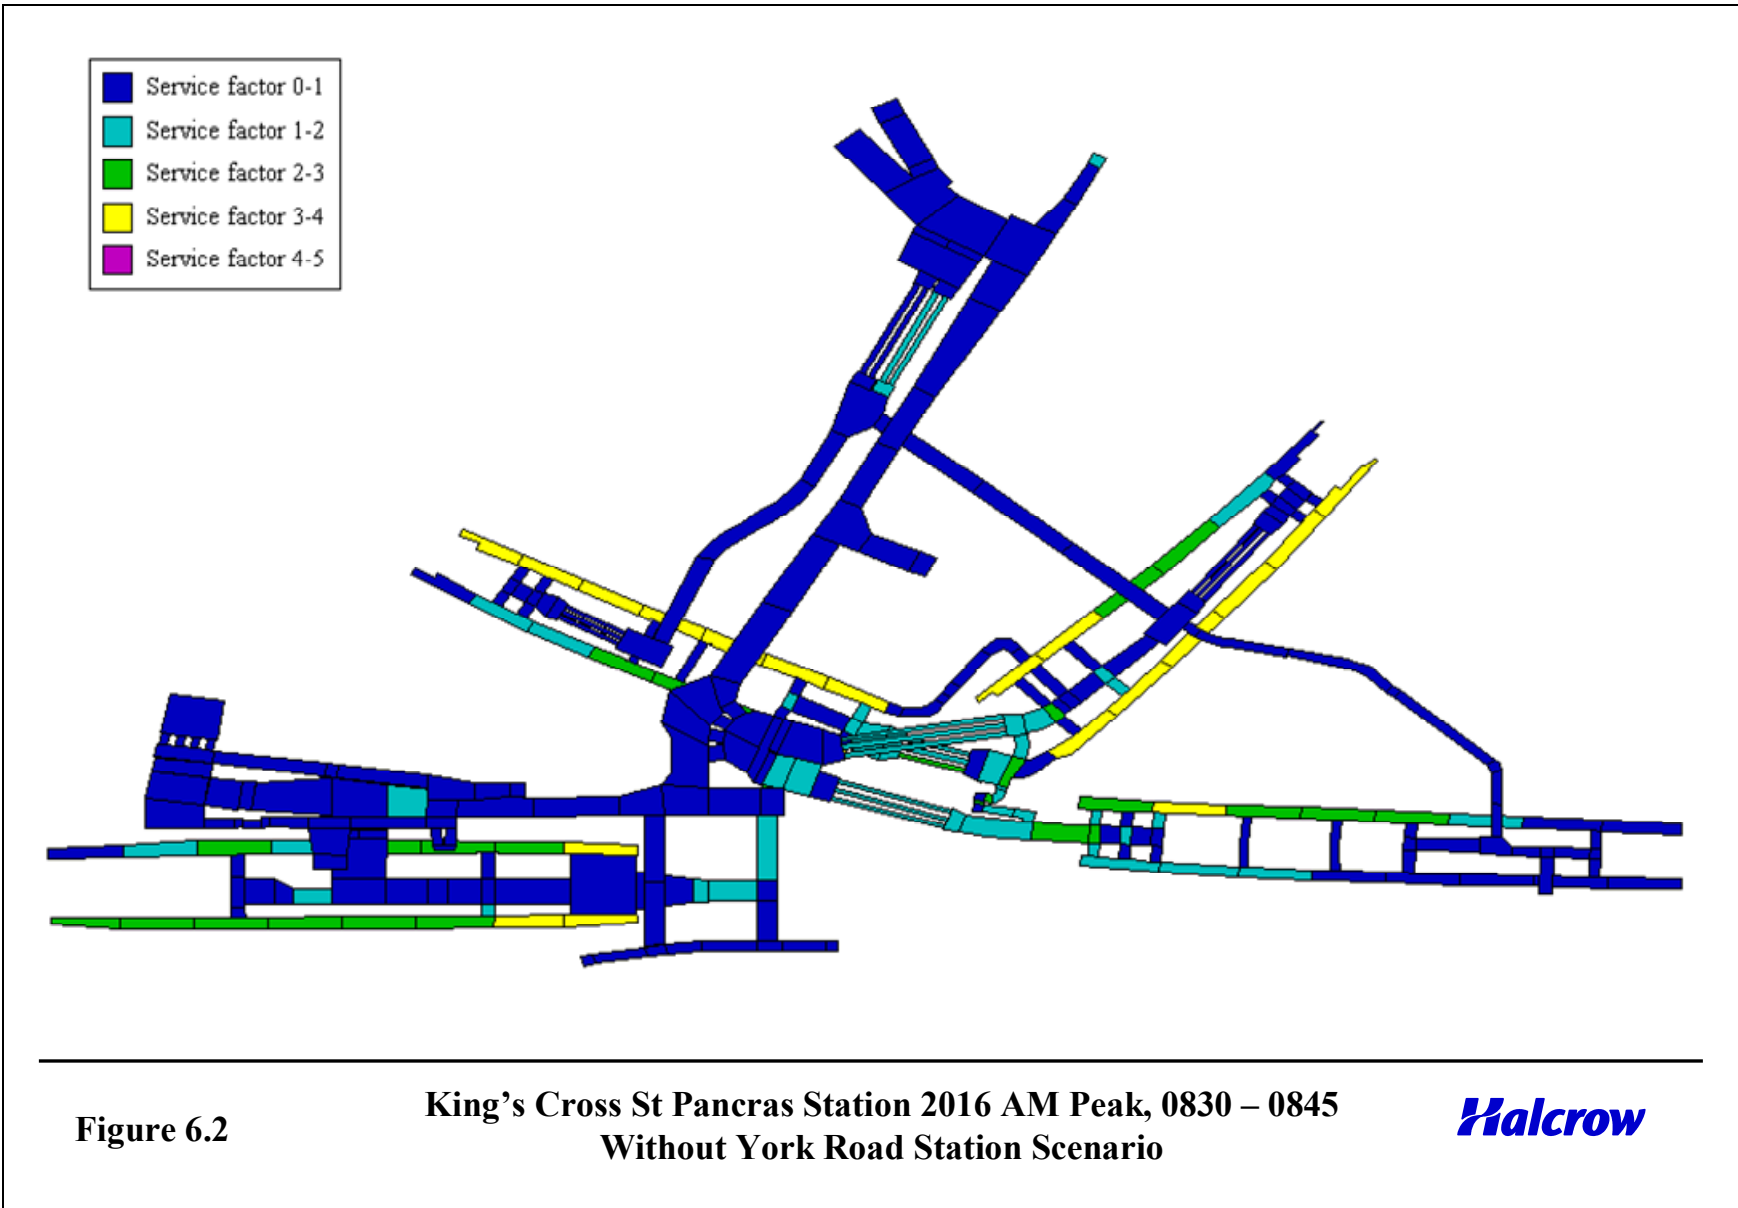 Service factor 0-1
Service factor 1-2
Service factor 2-3
Service factor 3-4
Service factor 4-5
Figure 6.2
King’s Cross St Pancras Station 2016 AM Peak, 0830 – 0845
Without York Road Station Scenario
Halcrow